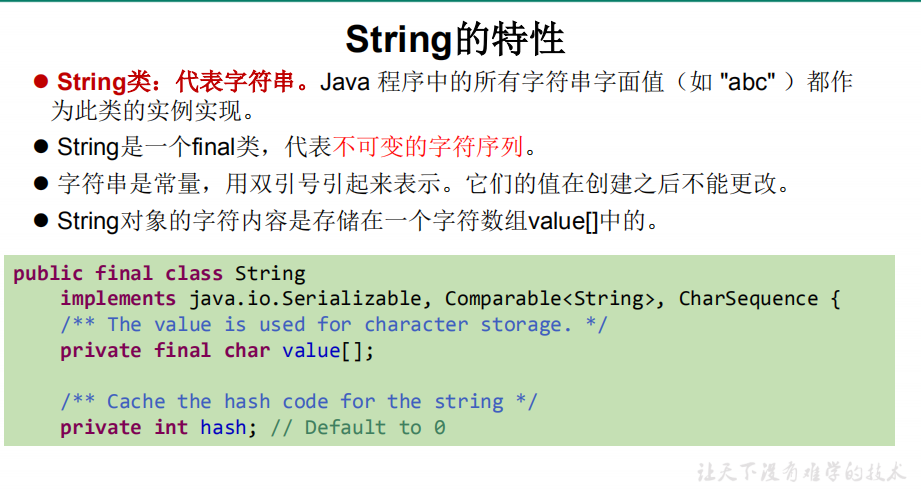 String的特性
● String类：代表字符串。Java 程序中的所有字符串字面值（如 "abc" ）都作
为此类的实例实现。
● String是一个final类，代表不可变的字符序列。
● 字符串是常量，用双引号引起来表示。它们的值在创建之后不能更改。
● String对象的字符内容是存储在一个字符数组value[]中的。
public final class String
    implements java.io.Serializable, Comparable<String>, CharSequence {
    /** The value is used for character storage. */
    private final char value[];
    /** Cache the hash code for the string */
    private int hash; // Default to 0
让天下没有难学的技术